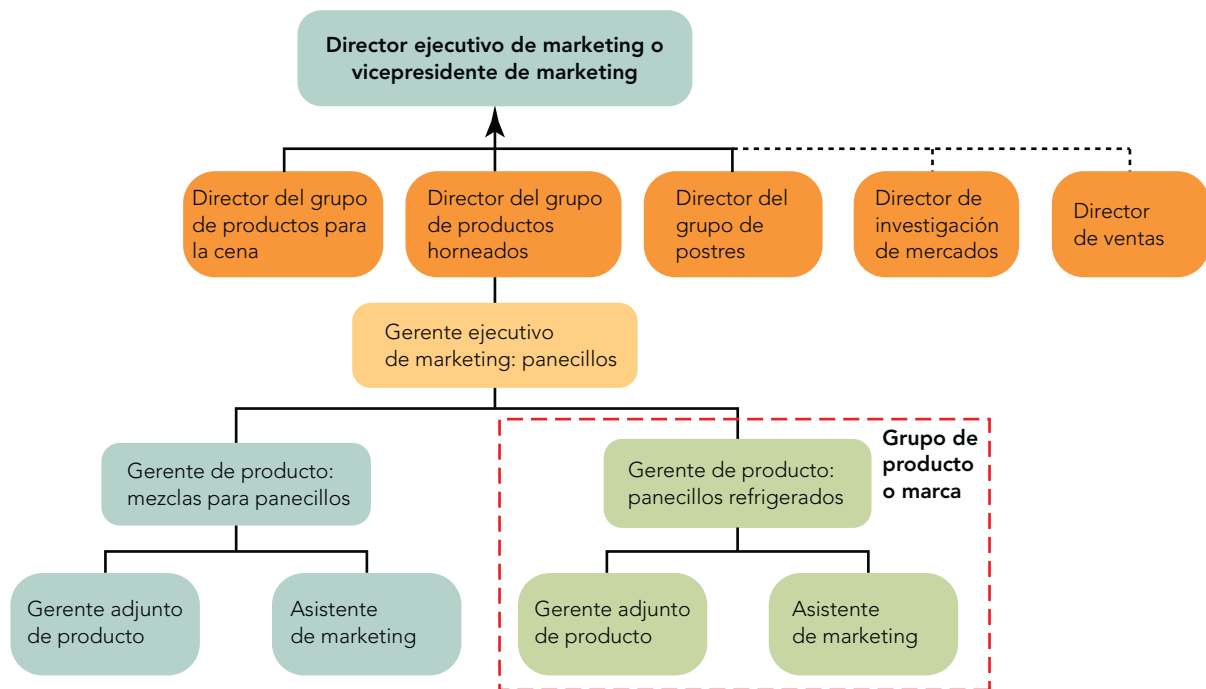 Director ejecutivo de marketing o
vicepresidente de marketing
Director del grupo
de productos para
la cena
Director del grupo
de productos
horneados
Director del
grupo de
postres
Director de
investigación
de mercados
Director
de ventas
Gerente ejecutivo
de marketing: panecillos
Gerente de producto:
mezclas para panecillos
Gerente de producto:
panecillos refrigerados
Grupo de
producto
o marca
Gerente adjunto
de producto
Asistente
de marketing
Gerente adjunto
de producto
Asistente
de marketing